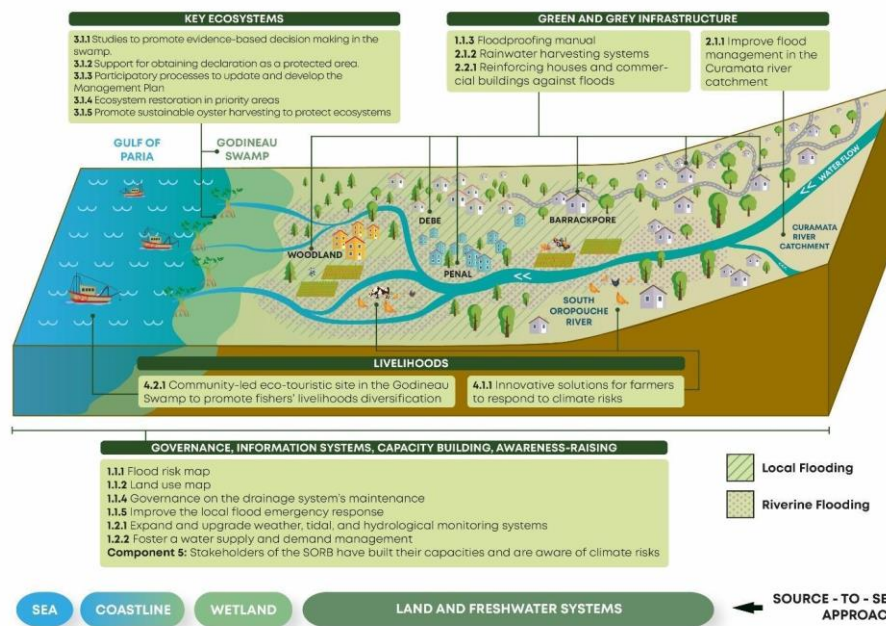 KEY ECOSYSTEMS
3.1.1 Studies to promote evidence-based decision making in the
swamp.
3.1.2 Support for obtaining declaration as a protected area.
3.1.3 Participatory processes to update and develop the
Management Plan
3.1.4 Ecosystem restoration in priority areas
3.1.5 Promote sustainable oyster harvesting to protect ecosystems
GREEN AND GREY INFRASTRUCTURE
1.1.3 Floodproofing manual
2.1.2 Rainwater harvesting systems
2.2.1 Reinforcing houses and commer-
cial buildings against floods
2.1.1 Improve flood
management in the
Curamata river
catchment
GULF OF
PARIA
GODINEAU
SWAMP
WATER FLOW
DEBE
BARRACKPORE
CURAMATA
RIVER
CATCHMENT
WOODLAND
PENAL
SOUTH
OROPOUCHE
RIVER
LIVELIHOODS
4.2.1 Community-led eco-touristic site in the Godineau
Swamp to promote fishers' livelihoods diversification
4.1.1 Innovative solutions for farmers
to respond to climate risks
GOVERNANCE, INFORMATION SYSTEMS, CAPACITY BUILDING, AWARENESS-RAISING
1.1.1 Flood risk map
1.1.2 Land use map
1.1.4 Governance on the drainage system's maintenance
1.1.5 Improve the local flood emergency response
1.2.1 Expand and upgrade weather, tidal, and hydrological monitoring systems
1.2.2 Foster a water supply and demand management
Component 5: Stakeholders of the SORB have built their capacities and are aware of climate risks
Local Flooding
Riverine Flooding
SEA
COASTLINE
WETLAND
LAND AND FRESHWATER SYSTEMS
SOURCE - TO - SE
APPROAC